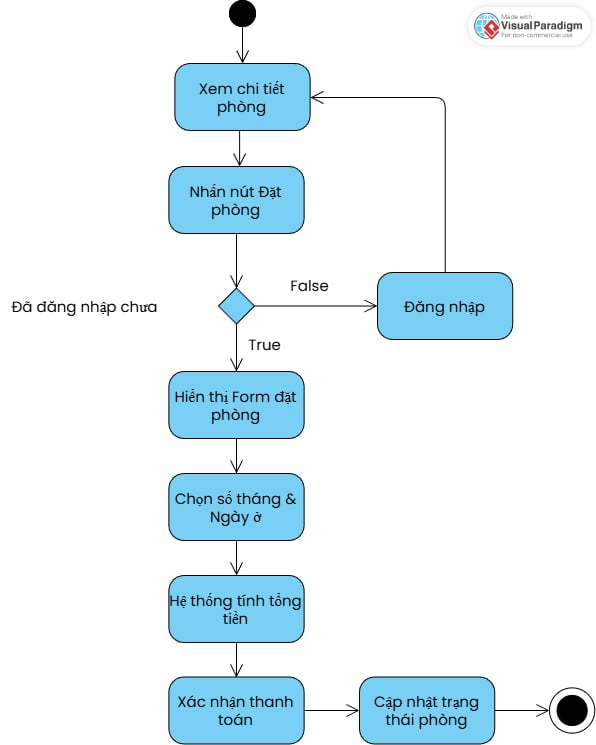 Made with
Visual Paradigm
For non-commercial use
Xem chi tiết
phòng
Nhấn nút Đặt
phòng
False
Đã đăng nhập chưa
Đăng nhập
True
Hiển thị Form đặt
phòng
Chọn số tháng &
Ngày ở
Hệ thống tính tổng
tiền
Xác nhận thanh
toán
Cập nhật trạng
thái phòng